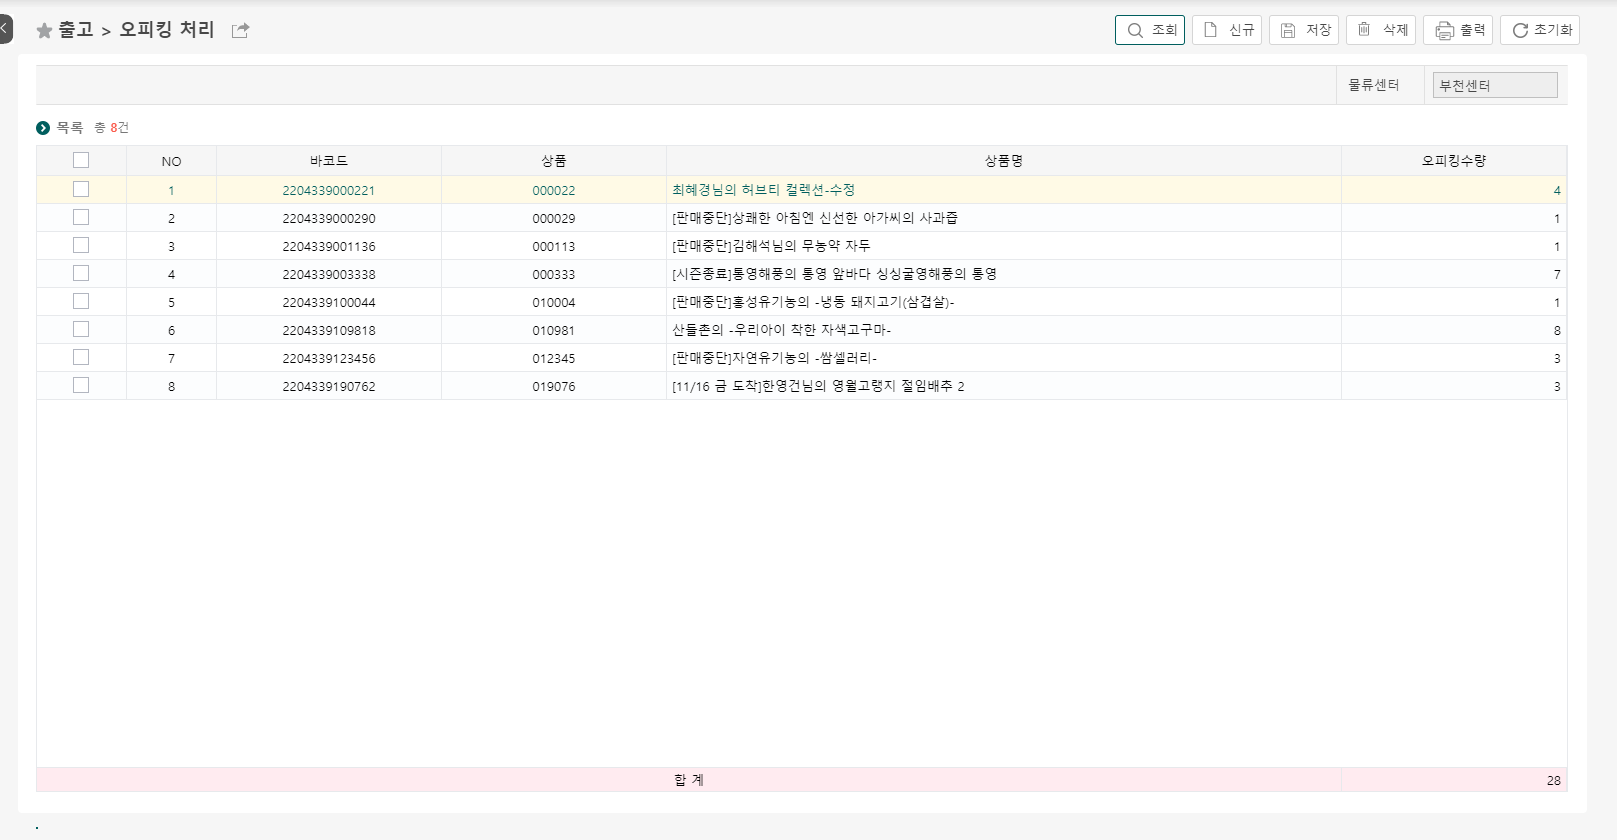 출고 > 오피킹 처리
조회 신규 저장 삭제 출력 초기화
물류센터 부천센터
목록 총 8건
NO 바코드 상품 상품명 오피킹수량
1 2204339000221 000022 최혜경님의 허브티 컬렉션-수정 4
2 2204339000290 000029 [판매중단]상쾌한 아침엔 신선한 아가씨의 사과즙 1
3 2204339001136 000113 [판매중단]김해석님의 무농약 자두 1
4 2204339003338 000333 [시즌종료]통영해풍의 통영 앞바다 싱싱굴영해풍의 통영 7
5 2204339100044 010004 [판매중단]홍성유기농의 -냉동 돼지고기(삼겹살)- 1
6 2204339109818 010981 산들촌의 -우리아이 착한 자색고구마- 8
7 2204339123456 012345 [판매중단]자연유기농의 -쌈셀러리- 3
8 2204339190762 019076 [11/16 금 도착]한영건님의 영월고랭지 절임배추 2 3
합 계 28